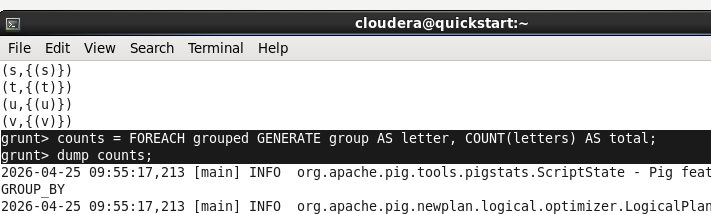 cloudera@quickstart:~
File Edit View Search Terminal Help
(s,{(s)})
(t,{(t)})
(u,{(u)})
(v,{(v)})
grunt> counts = FOREACH grouped GENERATE group AS letter, COUNT(letters) AS total;
grunt> dump counts;
2026-04-25 09:55:17,213 [main] INFO  org.apache.pig.tools.pigstats.ScriptState - Pig feat
GROUP_BY
2026-04-25 09:55:17,213 [main] INFO  org.apache.pig.newplan.logical.optimizer.LogicalPlan